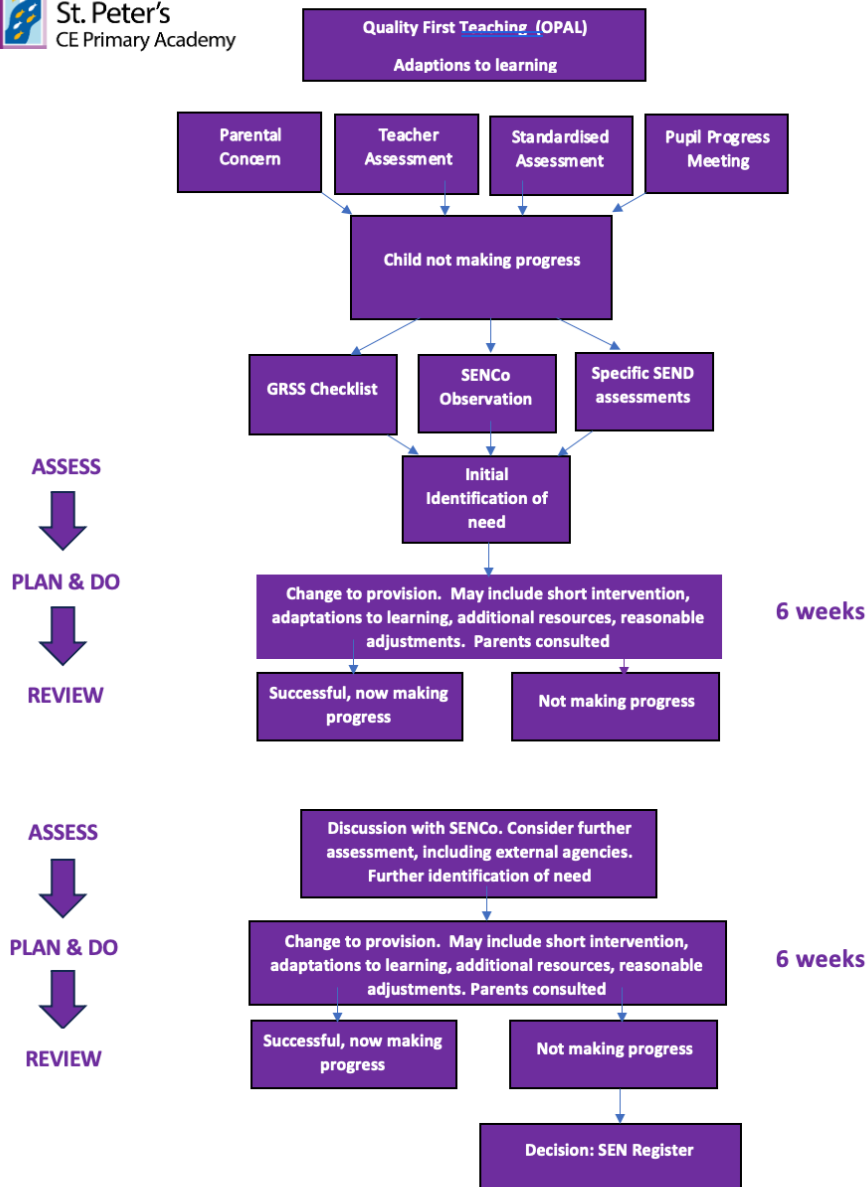 St. Peter's
CE Primary Academy
Quality First Teaching (OPAL)
Adaptions to learning
Parental
Concern
Teacher
Assessment
Standardised
Assessment
Pupil Progress
Meeting
Child not making progress
GRSS Checklist
SENCo
Observation
Specific SEND
assessments
ASSESS
Initial
Identification of
need
PLAN & DO
Change to provision. May include short intervention,
adaptations to learning, additional resources, reasonable
adjustments. Parents consulted
6 weeks
REVIEW
Successful, now making
progress
Not making progress
ASSESS
Discussion with SENCo. Consider further
assessment, including external agencies.
Further identification of need
PLAN & DO
Change to provision. May include short intervention,
adaptations to learning, additional resources, reasonable
adjustments. Parents consulted
6 weeks
REVIEW
Successful, now making
progress
Not making progress
Decision: SEN Register